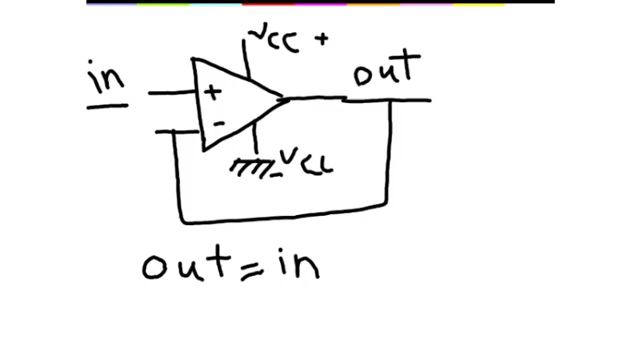 VCC +
in
out
+
-
-VCC
out = in